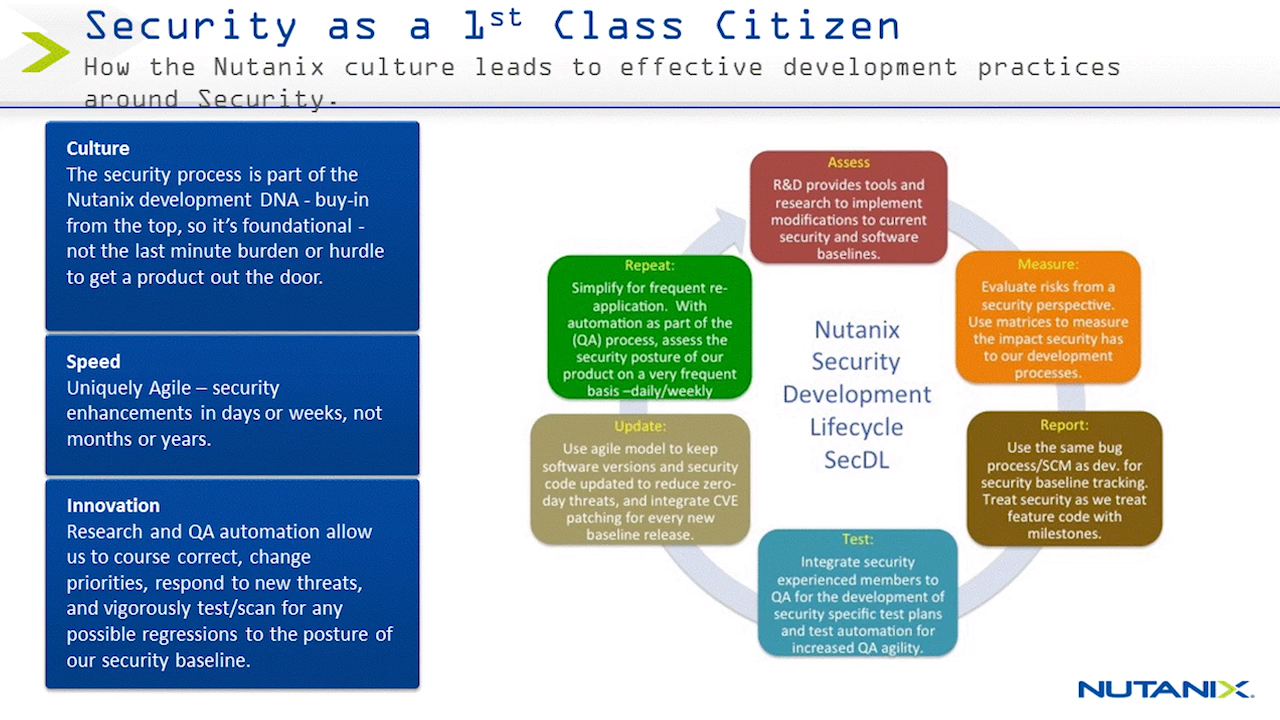 Security as a 1st Class Citizen
How the Nutanix culture leads to effective development practices
around Security.
Culture
The security process is part of the
Nutanix development DNA - buy-in
from the top, so it's foundational -
not the last minute burden or hurdle
to get a product out the door.
Speed
Uniquely Agile – security
enhancements in days or weeks, not
months or years.
Innovation
Research and QA automation allow
us to course correct, change
priorities, respond to new threats,
and vigorously test/scan for any
possible regressions to the posture of
our security baseline.
Assess
R&D provides tools and
research to implement
modifications to current
security and software
baselines.
Measure:
Evaluate risks from a
security perspective.
Use matrices to measure
the impact security has
to our development
processes.
Report:
Use the same bug
process/SCM as dev. for
security baseline tracking.
Treat security as we treat
feature code with
milestones.
Test:
Integrate security
experienced members to
QA for the development of
security specific test plans
and test automation for
increased QA agility.
Update:
Use agile model to keep
software versions and security
code updated to reduce zero-
day threats, and integrate CVE
patching for every new
baseline release.
Repeat:
Simplify for frequent re-
application. With
automation as part of the
(QA) process, assess the
security posture of our
product on a very frequent
basis –daily/weekly
Nutanix
Security
Development
Lifecycle
SecDL
NUTANIX